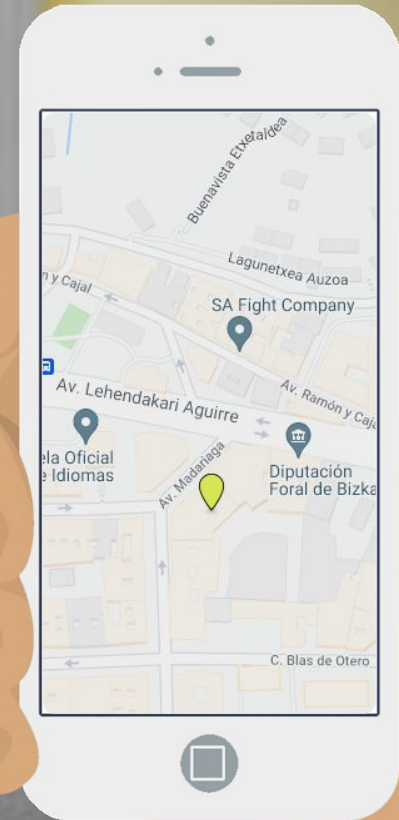 Buenavista Etxetaldea
Lagunetxea Auzoa
n y Cajal
SA Fight Company
Av. Ramón y Caja
Av. Lehendakari Aguirre
ela Oficial
e Idiomas
Av. Madariaga
Diputación
Foral de Bizka
C. Blas de Otero